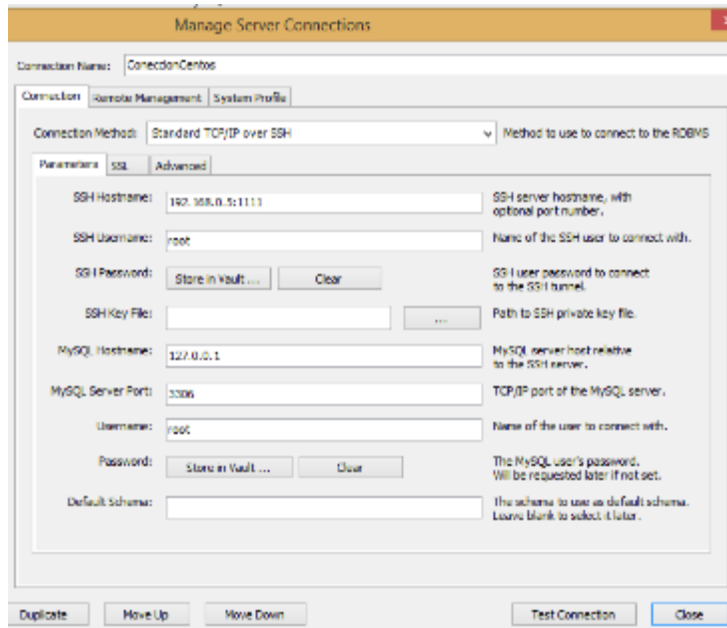 Manage Server Connections
Connection Name: ConectionCentos
Connection Remote Management System Profile
Connection Method: Standard TCP/IP over SSH Method to use to connect to the RDBMS
Parameters SSL Advanced
SSH Hostname: 192.168.0.5:1111 SSH server hostname, with
optional port number.
SSH Username: root Name of the SSH user to connect with.
SSH Password: Store in Vault ... Clear SSH user password to connect
to the SSH tunnel.
SSH Key File: ... Path to SSH private key file.
MySQL Hostname: 127.0.0.1 MySQL server host relative
to the SSH server.
MySQL Server Port: 3306 TCP/IP port of the MySQL server.
Username: root Name of the user to connect with.
Password: Store in Vault ... Clear The MySQL user's password.
Will be requested later if not set.
Default Schema: The schema to use as default schema.
Leave blank to select it later.
Duplicate Move Up Move Down Test Connection Close